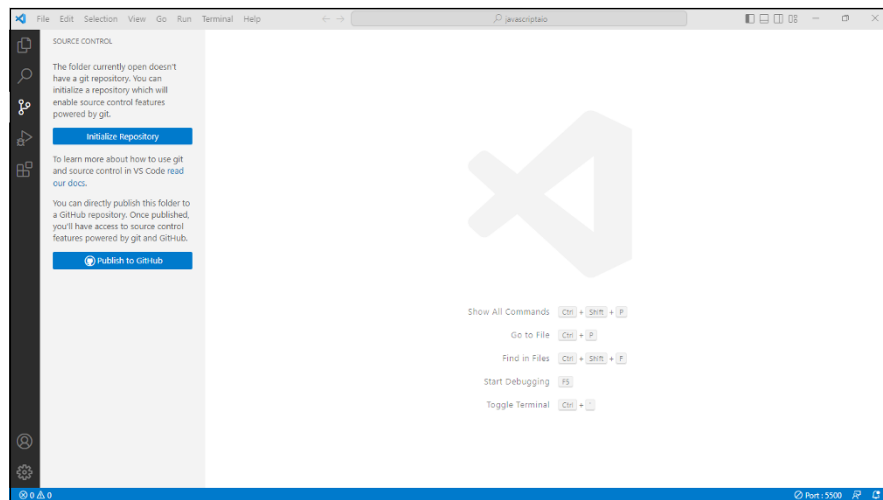 File Edit Selection View Go Run Terminal Help
javascriptaio
SOURCE CONTROL
The folder currently open doesn't
have a git repository. You can
initialize a repository which will
enable source control features
powered by git.
Initialize Repository
To learn more about how to use git
and source control in VS Code read
our docs.
You can directly publish this folder to
a GitHub repository. Once published,
you'll have access to source control
features powered by git and GitHub.
Publish to GitHub
Show All Commands Ctrl + Shift + P
Go to File Ctrl + P
Find in Files Ctrl + Shift + F
Start Debugging F5
Toggle Terminal Ctrl + `
0 0 Port : 5500